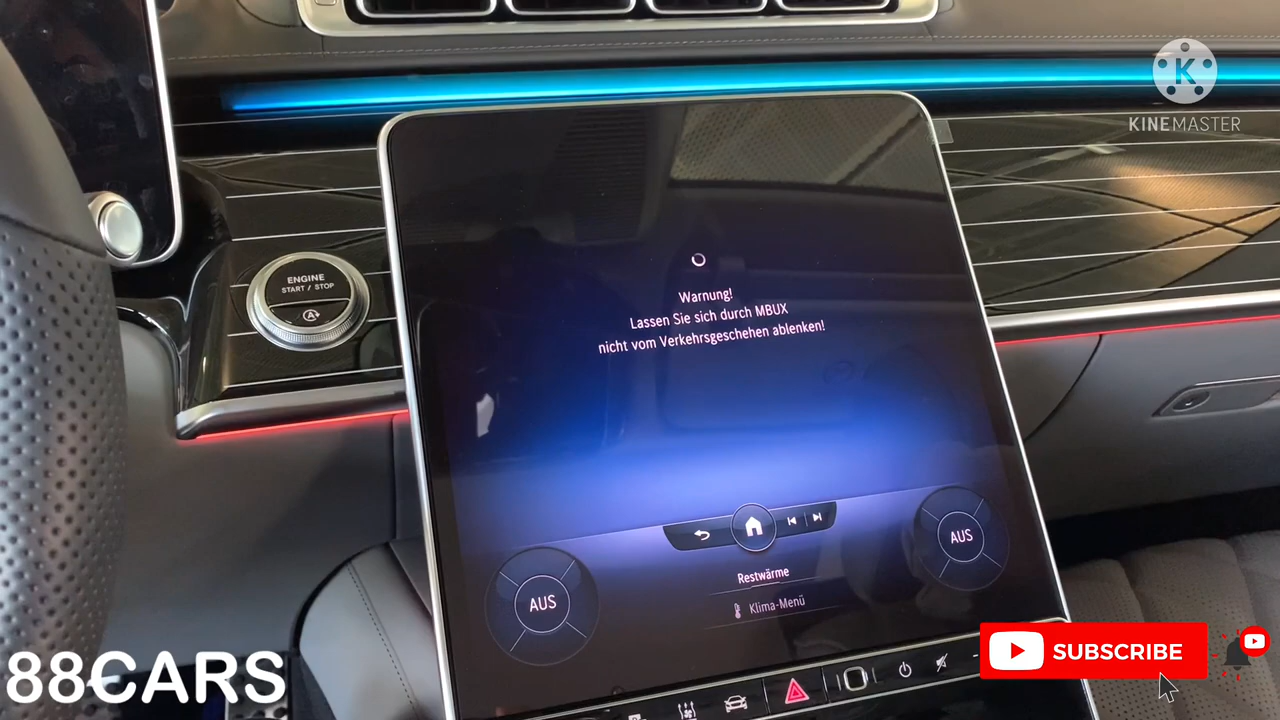 KINEMASTER
ENGINE
START / STOP
A
Warnung!
Lassen Sie sich durch MBUX
nicht vom Verkehrsgeschehen ablenken!
AUS
AUS
Restwärme
Klima-Menü
SUBSCRIBE
88CARS